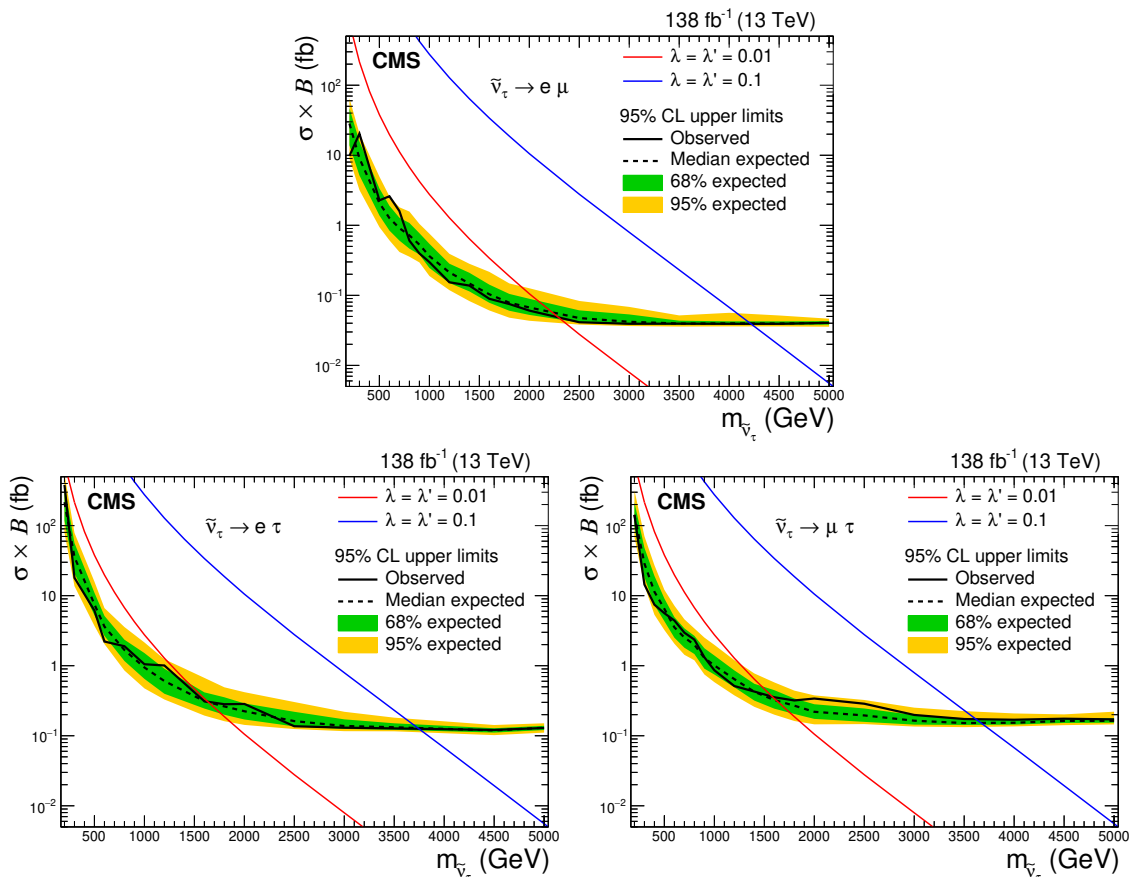 138 fb⁻¹ (13 TeV)
CMS
σ × B (fb)
ν̃_τ → e μ
λ = λ' = 0.01
λ = λ' = 0.1
95% CL upper limits
Observed
Median expected
68% expected
95% expected
10²
10
1
10⁻¹
10⁻²
500 1000 1500 2000 2500 3000 3500 4000 4500 5000
m_ν̃_τ (GeV)
138 fb⁻¹ (13 TeV)
CMS
σ × B (fb)
ν̃_τ → e τ
λ = λ' = 0.01
λ = λ' = 0.1
95% CL upper limits
Observed
Median expected
68% expected
95% expected
10²
10
1
10⁻¹
10⁻²
500 1000 1500 2000 2500 3000 3500 4000 4500 5000
m_ν̃_τ (GeV)
138 fb⁻¹ (13 TeV)
CMS
σ × B (fb)
ν̃_τ → μ τ
λ = λ' = 0.01
λ = λ' = 0.1
95% CL upper limits
Observed
Median expected
68% expected
95% expected
10²
10
1
10⁻¹
10⁻²
500 1000 1500 2000 2500 3000 3500 4000 4500 5000
m_ν̃_τ (GeV)